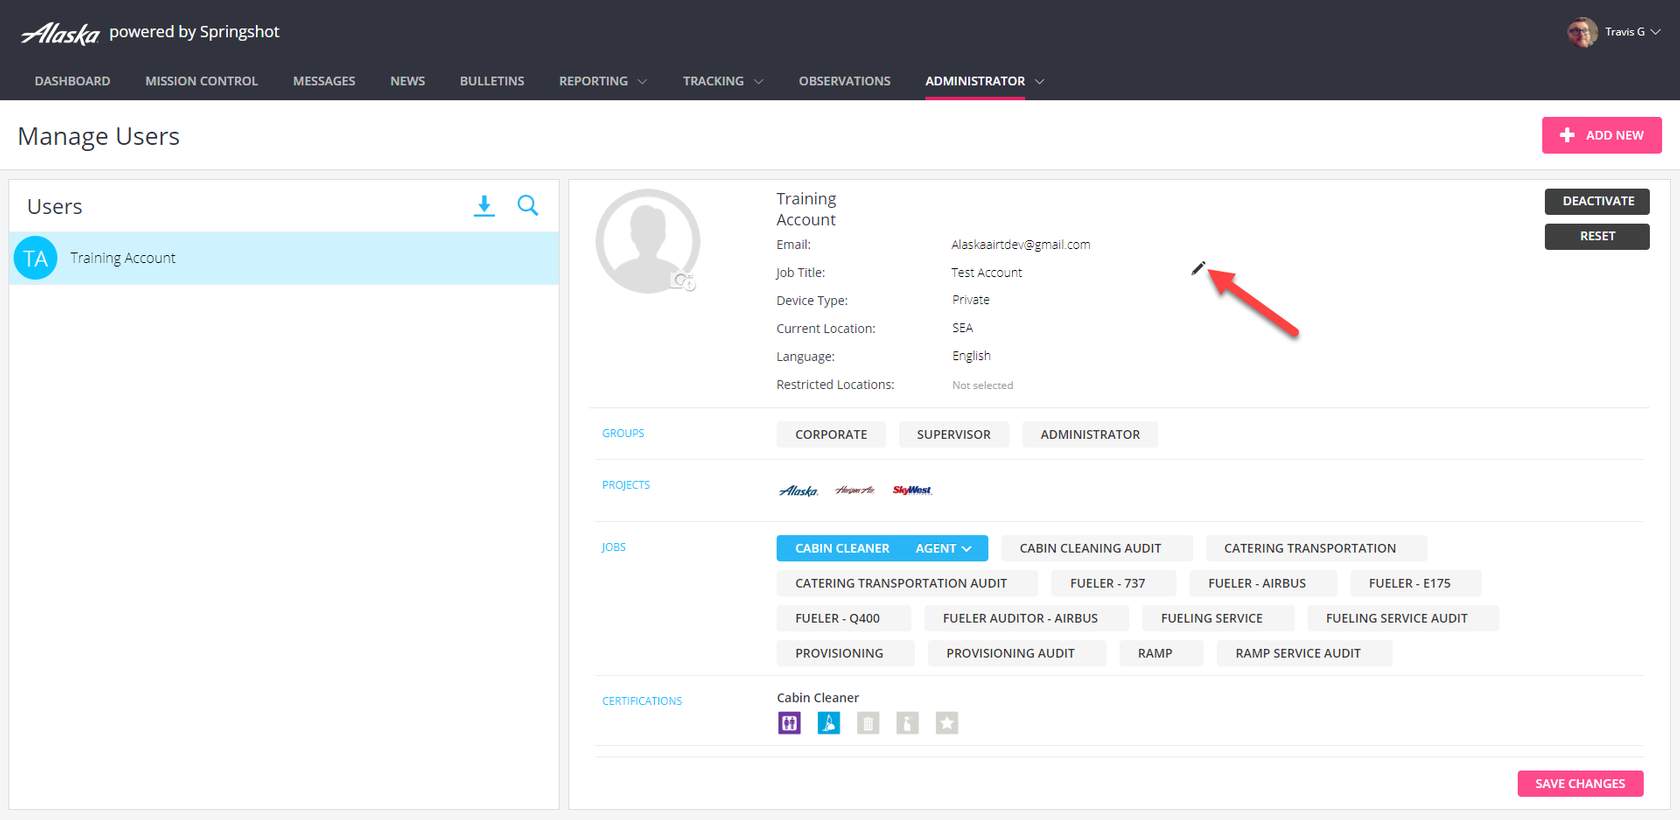 Alaska powered by Springshot
Travis G
DASHBOARD MISSION CONTROL MESSAGES NEWS BULLETINS REPORTING TRACKING OBSERVATIONS ADMINISTRATOR
Manage Users
ADD NEW
Users
TA Training Account
Training
Account
Email: Alaskaairtdev@gmail.com
Job Title: Test Account
Device Type: Private
Current Location: SEA
Language: English
Restricted Locations: Not selected
DEACTIVATE
RESET
GROUPS CORPORATE SUPERVISOR ADMINISTRATOR
PROJECTS Alaska Horizon Air SkyWest
JOBS CABIN CLEANER AGENT CABIN CLEANING AUDIT CATERING TRANSPORTATION
CATERING TRANSPORTATION AUDIT FUELER - 737 FUELER - AIRBUS FUELER - E175
FUELER - Q400 FUELER AUDITOR - AIRBUS FUELING SERVICE FUELING SERVICE AUDIT
PROVISIONING PROVISIONING AUDIT RAMP RAMP SERVICE AUDIT
CERTIFICATIONS Cabin Cleaner
SAVE CHANGES